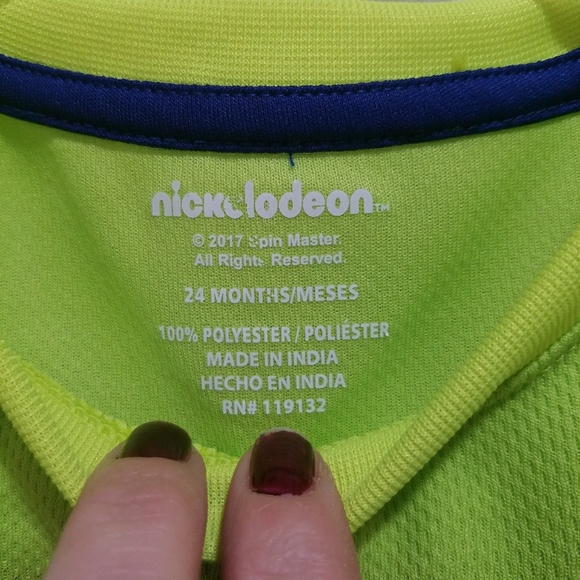 nickelodeon™
© 2017 Spin Master.
All Rights Reserved.
24 MONTHS/MESES
100% POLYESTER / POLIÉSTER
MADE IN INDIA
HECHO EN INDIA
RN# 119132